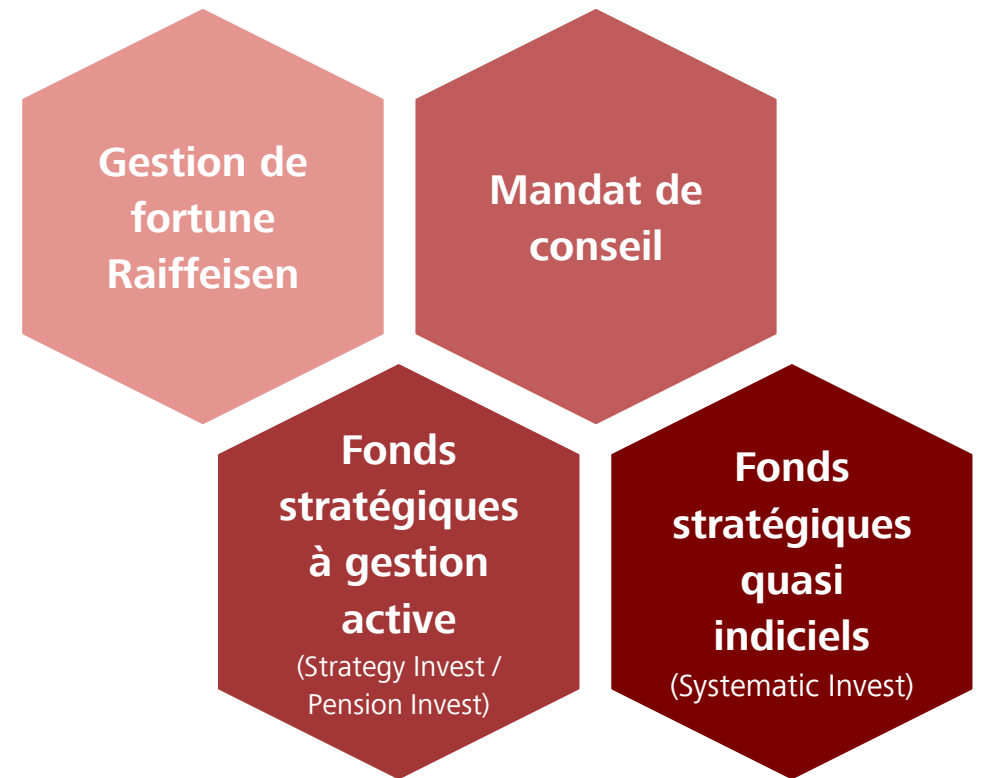 Gestion de
fortune
Raiffeisen
Mandat de
conseil
Fonds
stratégiques
à gestion
active
(Strategy Invest /
Pension Invest)
Fonds
stratégiques
quasi
indiciels
(Systematic Invest)